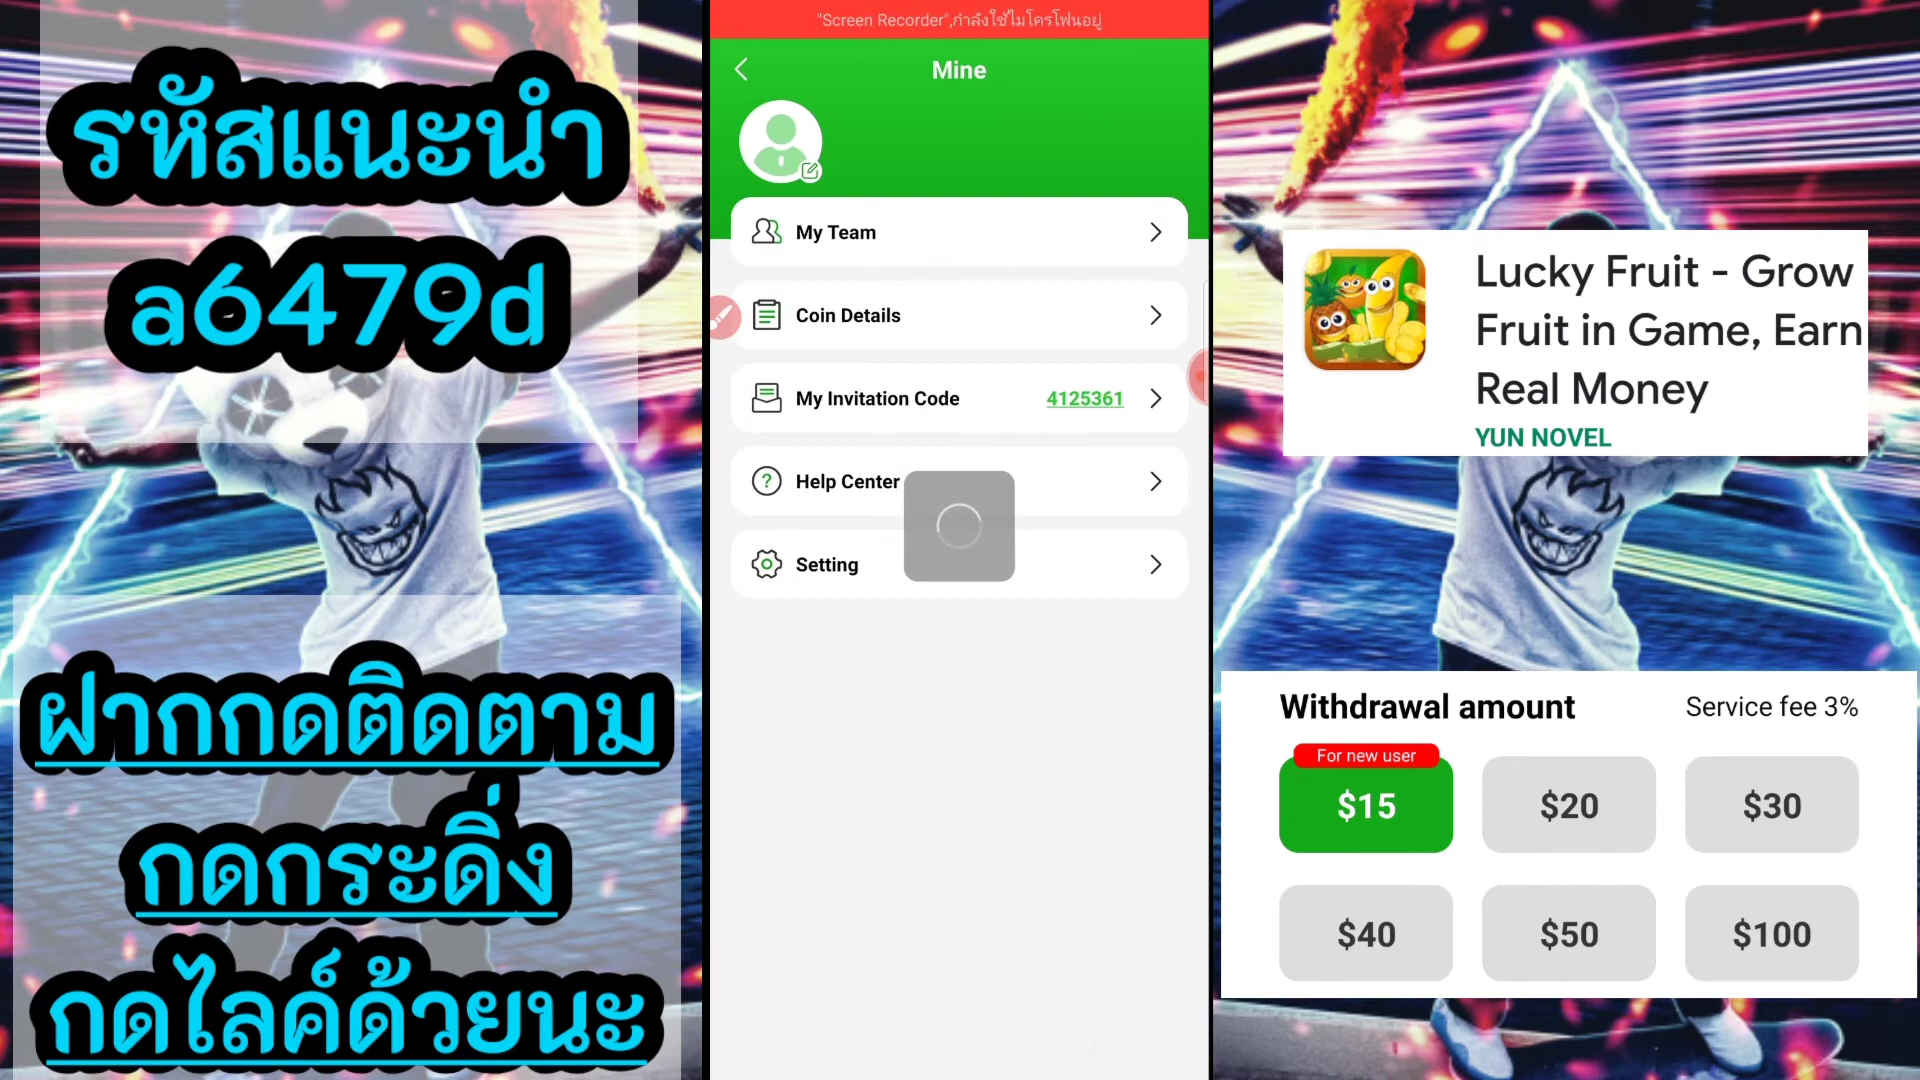 รหัสแนะนำ
a6479d
ฝากกดติดตาม
กดกระดิ่ง
กดไลค์ด้วยนะ
"Screen Recorder",กำลังใช้ไมโครโฟนอยู่
Mine
My Team
Coin Details
My Invitation Code 4125361
Help Center
Setting
Lucky Fruit - Grow
Fruit in Game, Earn
Real Money
YUN NOVEL
Withdrawal amount Service fee 3%
For new user
$15 $20 $30
$40 $50 $100